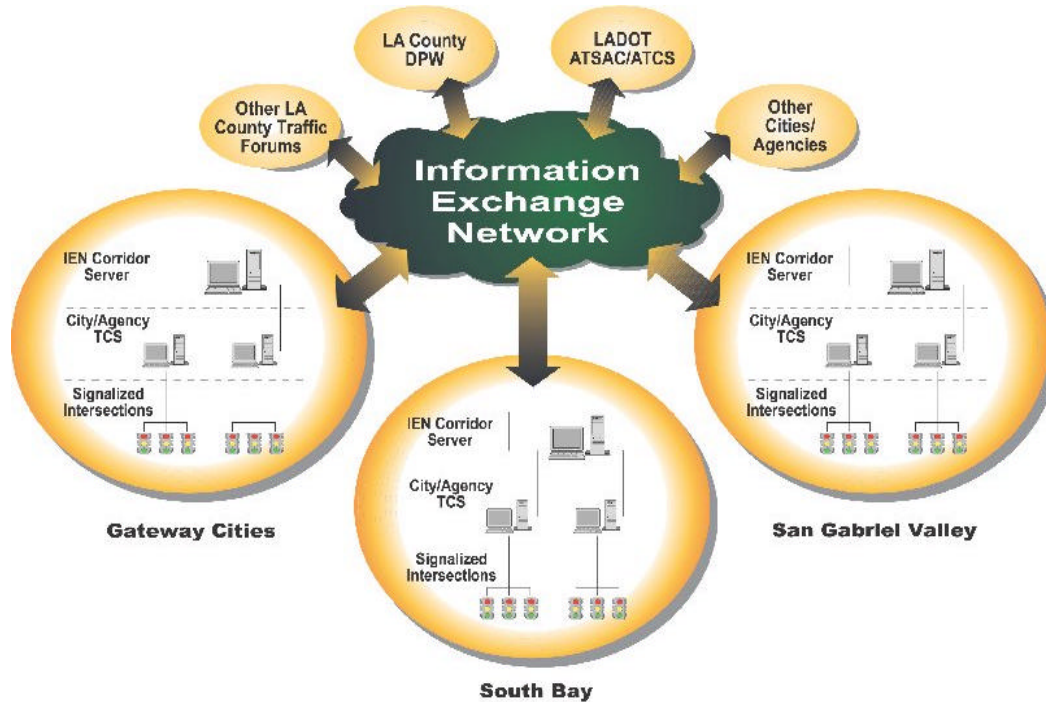 LA County
DPW
LADOT
ATSAC/ATCS
Other LA
County Traffic
Forums
Other
Cities/
Agencies
Information
Exchange
Network
IEN Corridor
Server
City/Agency
TCS
Signalized
Intersections
Gateway Cities
IEN Corridor
Server
City/Agency
TCS
Signalized
Intersections
South Bay
IEN Corridor
Server
City/Agency
TCS
Signalized
Intersections
San Gabriel Valley